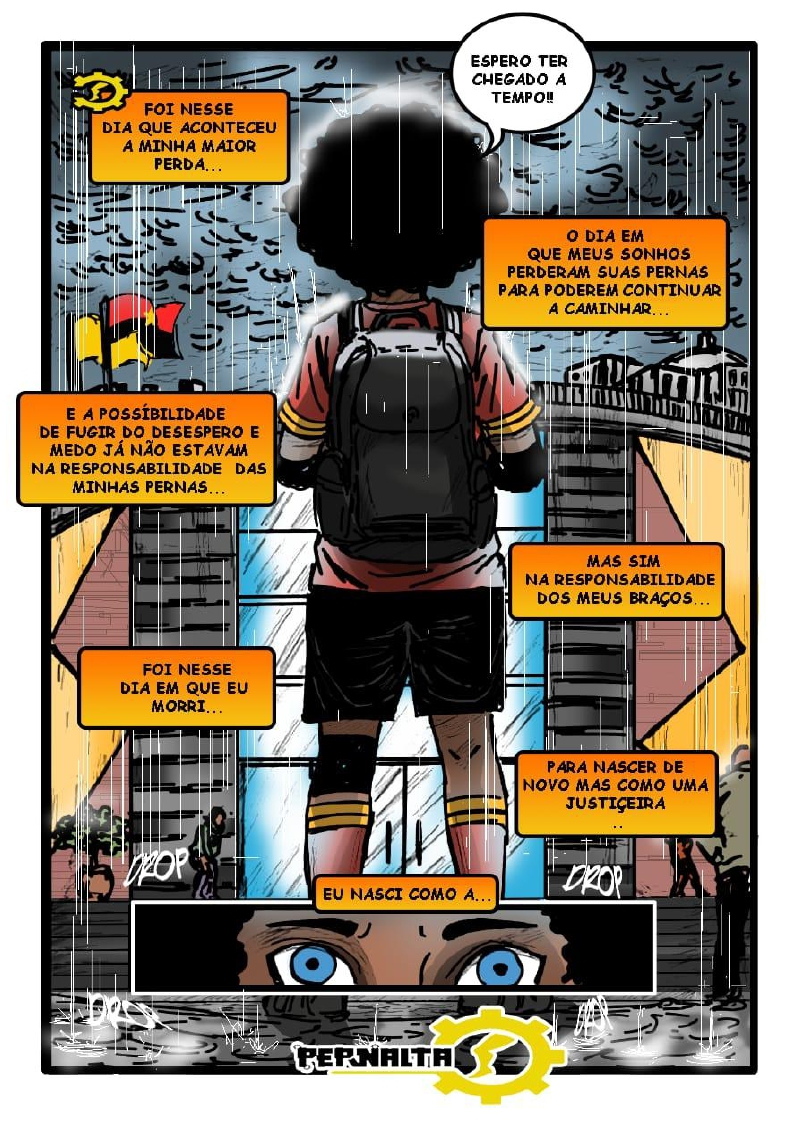 ESPERO TER
CHEGADO A
TEMPO!!
FOI NESSE
DIA QUE ACONTECEU
A MINHA MAIOR
PERDA...
O DIA EM
QUE MEUS SONHOS
PERDERAM SUAS PERNAS
PARA PODEREM CONTINUAR
A CAMINHAR...
E A POSSÍBILIDADE
DE FUGIR DO DESESPERO E
MEDO JÁ NÃO ESTAVAM
NA RESPONSABILIDADE DAS
MINHAS PERNAS...
MAS SIM
NA RESPONSABILIDADE
DOS MEUS BRAÇOS...
FOI NESSE
DIA EM QUE EU
MORRI...
PARA NASCER DE
NOVO MAS COMO UMA
JUSTIÇEIRA
..
DROP
DROP
EU NASCI COMO A...
PERNALTA